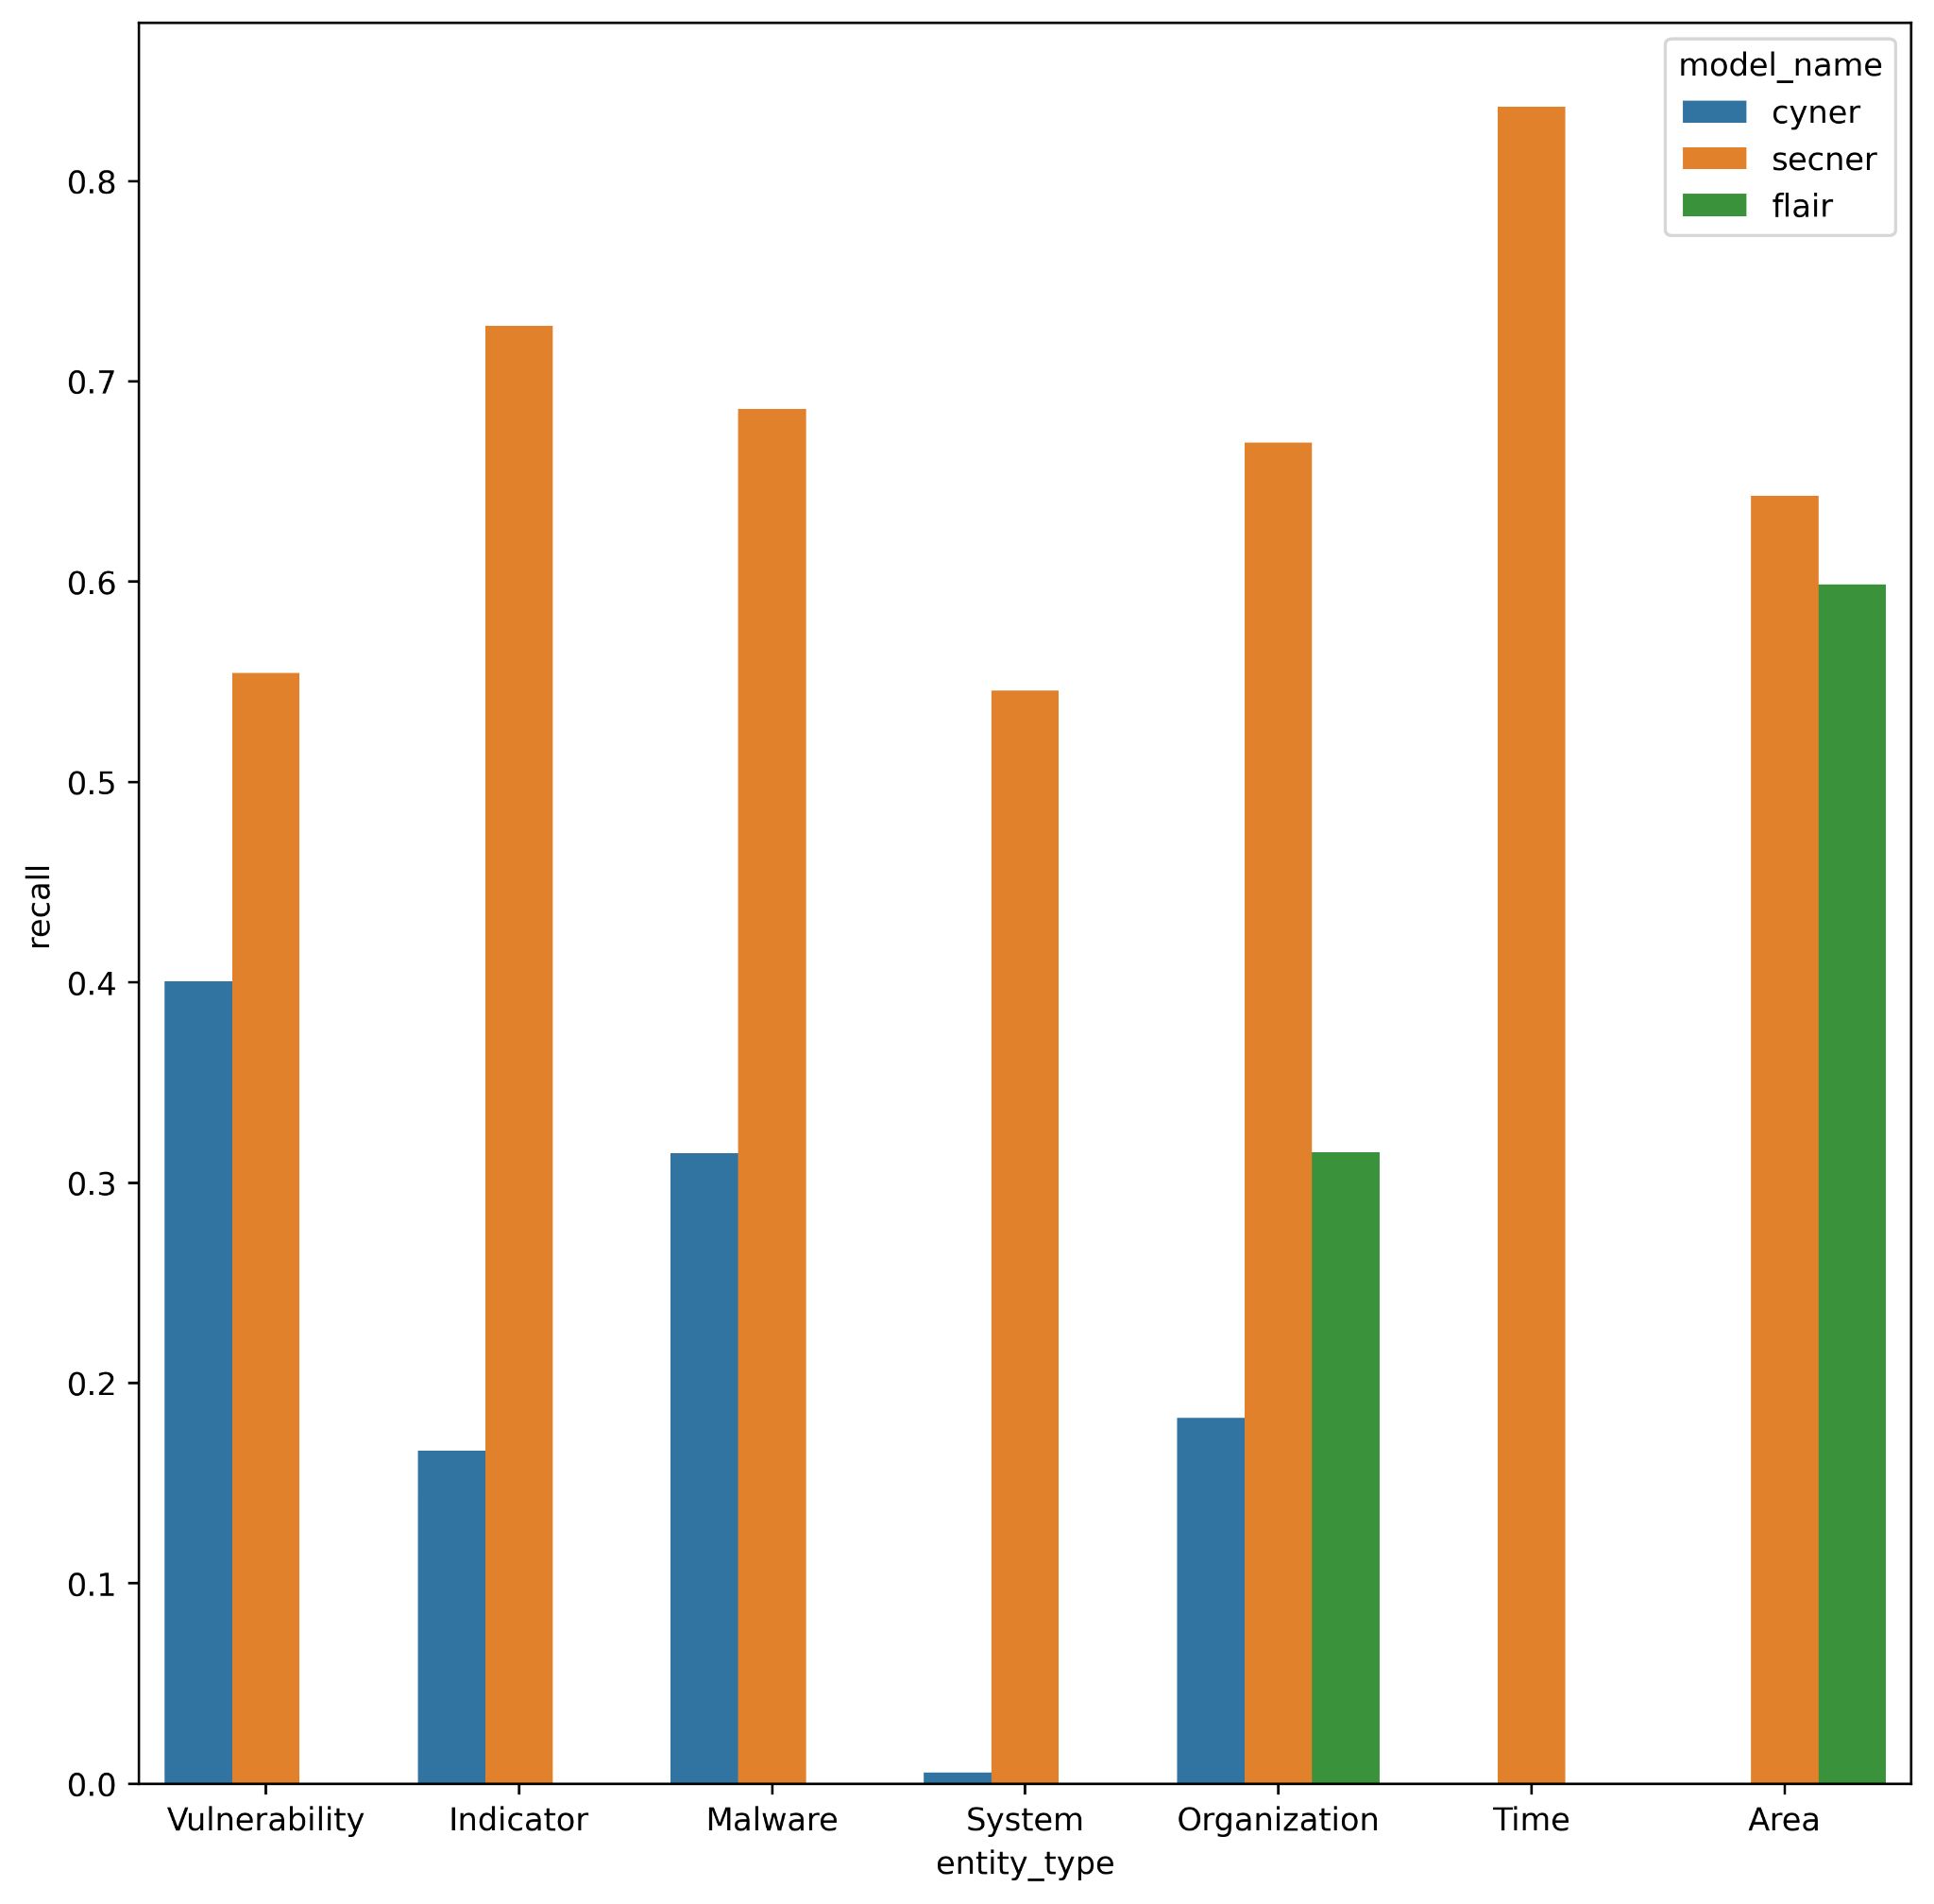 model_name
cyner
secner
flair
0.8
0.7
0.6
0.5
0.4
0.3
0.2
0.1
0.0
recall
Vulnerability Indicator Malware System Organization Time Area
entity_type